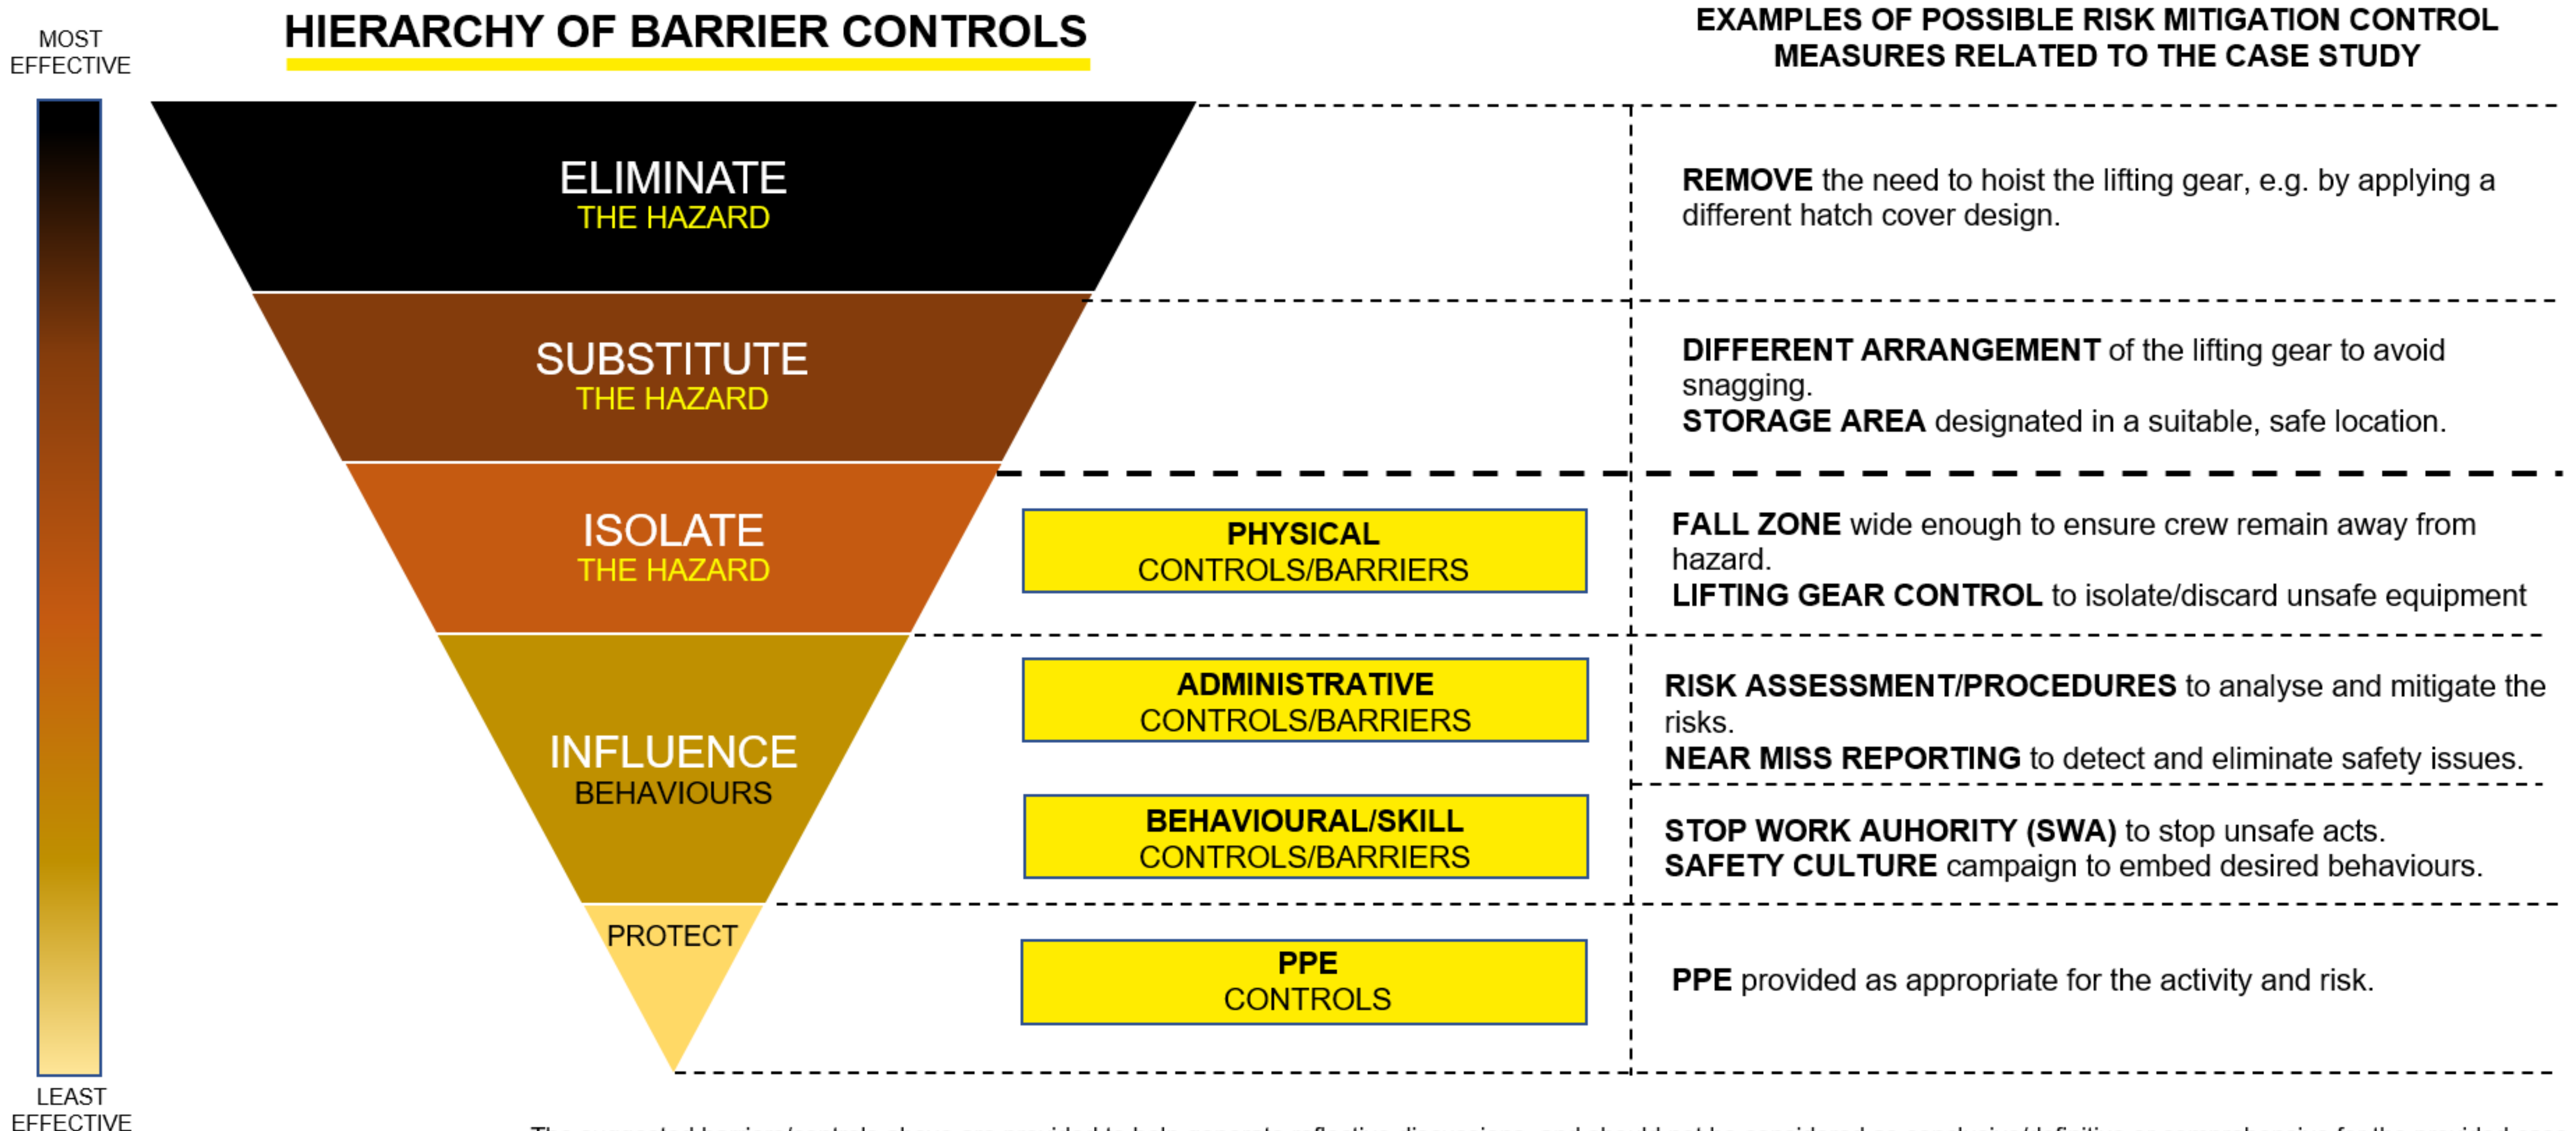 MOST
EFFECTIVE
HIERARCHY OF BARRIER CONTROLS
EXAMPLES OF POSSIBLE RISK MITIGATION CONTROL
MEASURES RELATED TO THE CASE STUDY
ELIMINATE
THE HAZARD
REMOVE the need to hoist the lifting gear, e.g. by applying a
different hatch cover design.
SUBSTITUTE
THE HAZARD
DIFFERENT ARRANGEMENT of the lifting gear to avoid
snagging.
STORAGE AREA designated in a suitable, safe location.
ISOLATE
THE HAZARD
PHYSICAL
CONTROLS/BARRIERS
FALL ZONE wide enough to ensure crew remain away from
hazard.
LIFTING GEAR CONTROL to isolate/discard unsafe equipment
INFLUENCE
BEHAVIOURS
ADMINISTRATIVE
CONTROLS/BARRIERS
RISK ASSESSMENT/PROCEDURES to analyse and mitigate the
risks.
NEAR MISS REPORTING to detect and eliminate safety issues.
BEHAVIOURAL/SKILL
CONTROLS/BARRIERS
STOP WORK AUHORITY (SWA) to stop unsafe acts.
SAFETY CULTURE campaign to embed desired behaviours.
PROTECT
PPE
CONTROLS
PPE provided as appropriate for the activity and risk.
LEAST
EFFECTIVE